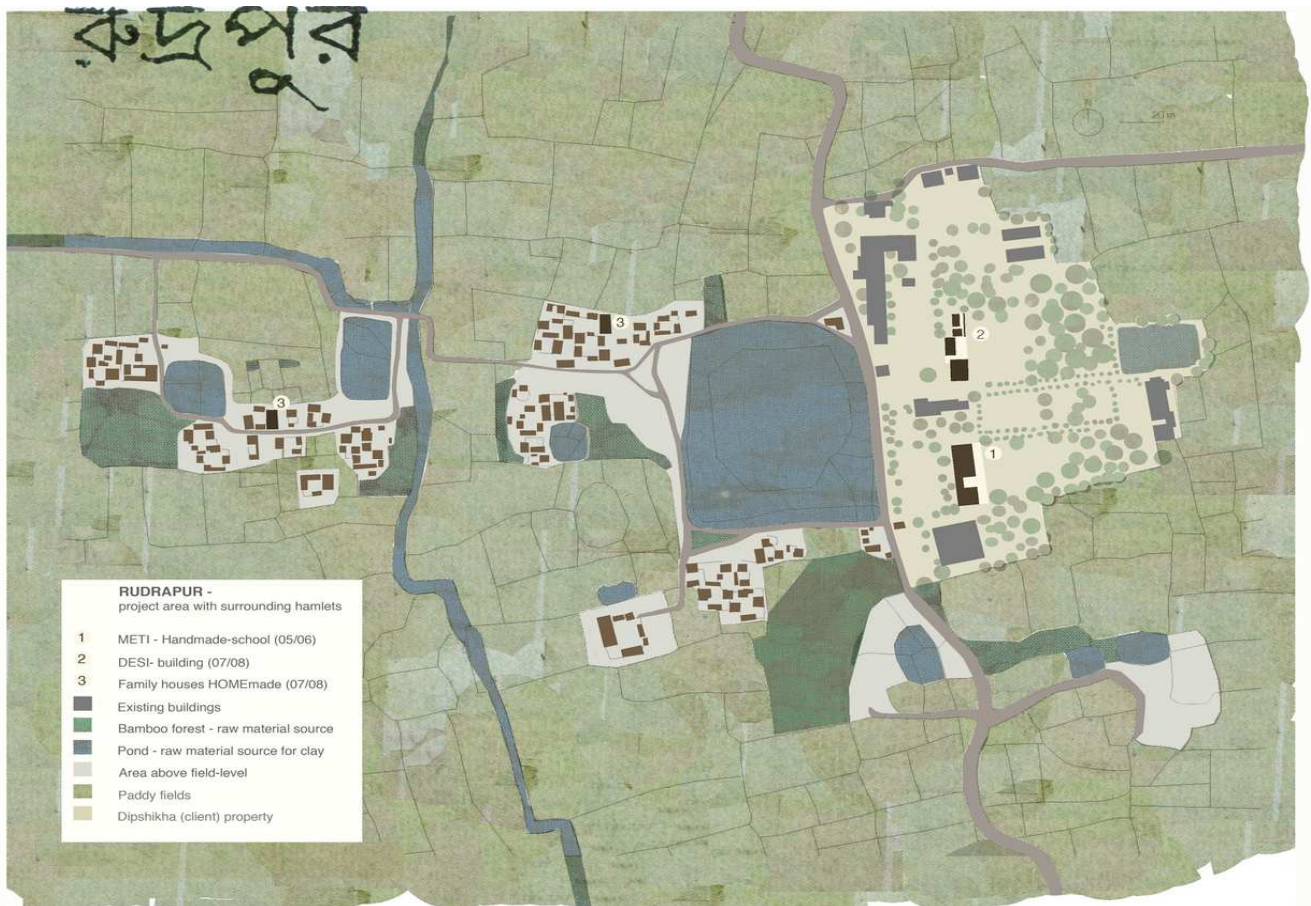 রুদ্রপুর
20 m
3
2
3
1
RUDRAPUR -
project area with surrounding hamlets
1 METI - Handmade-school (05/06)
2 DESI- building (07/08)
3 Family houses HOMEmade (07/08)
Existing buildings
Bamboo forest - raw material source
Pond - raw material source for clay
Area above field-level
Paddy fields
Dipshikha (client) property